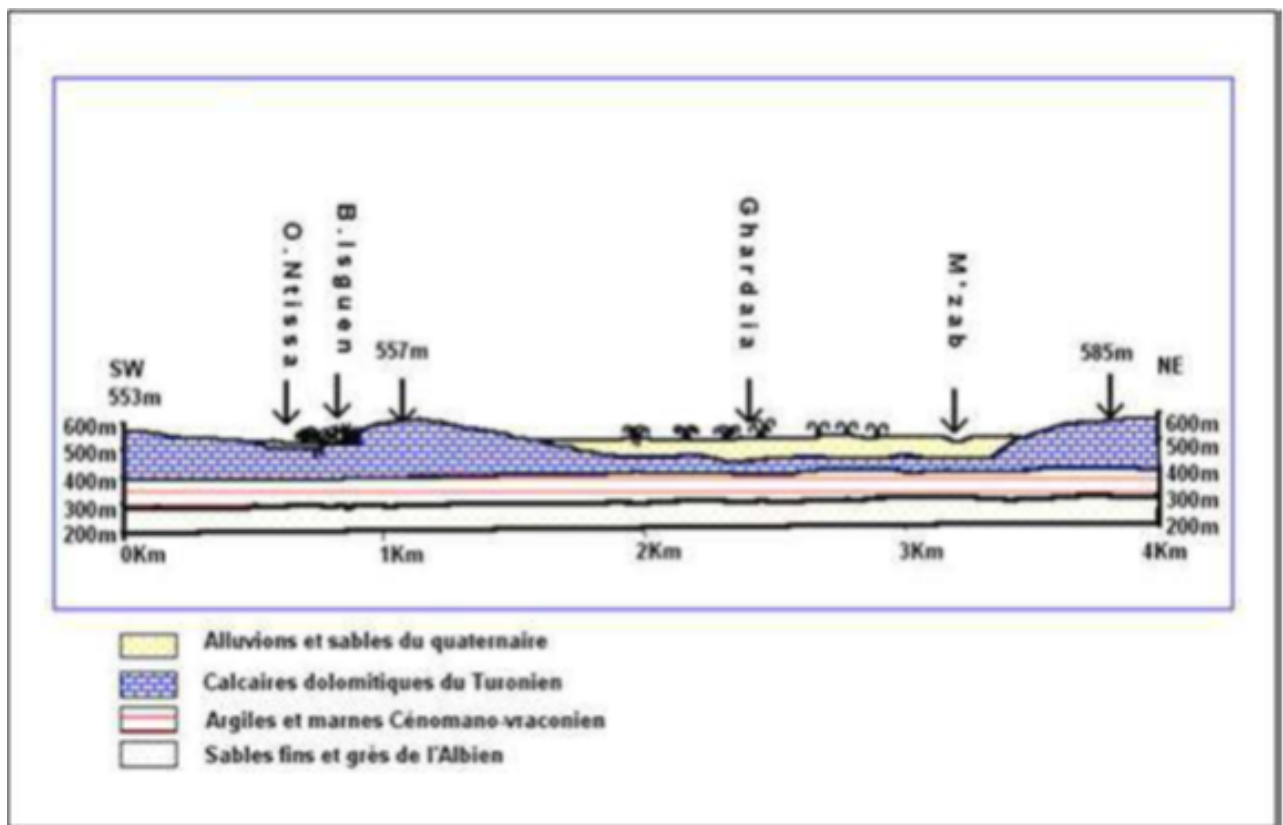 O.Ntissa
B.Isguen
Ghardaia
M'zab
557m
585m
SW
NE
553m
600m
500m
400m
300m
200m
600m
500m
400m
300m
200m
0Km
1Km
2Km
3Km
4Km
Alluvions et sables du quaternaire
Calcaires dolomitiques du Turonien
Argiles et marnes Cénomano-vraconien
Sables fins et grès de l'Albien